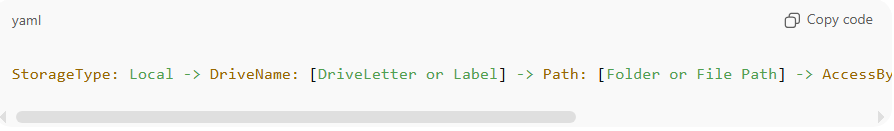 yaml
Copy code
StorageType: Local -> DriveName: [DriveLetter or Label] -> Path: [Folder or File Path] -> AccessBy